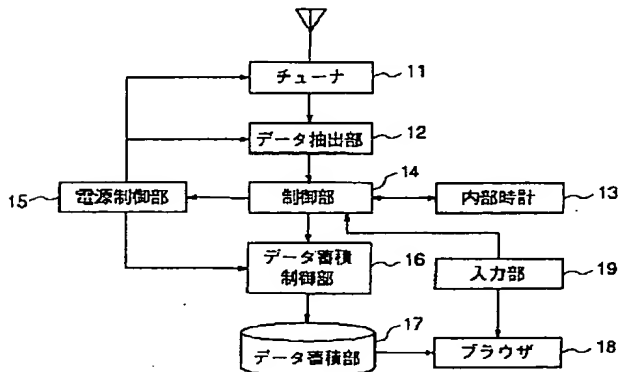 チューナ 11
データ抽出部 12
14
15 電源制御部 制御部 内部時計 13
データ蓄積
制御部 16
入力部 19
17
データ蓄積部 ブラウザ 18